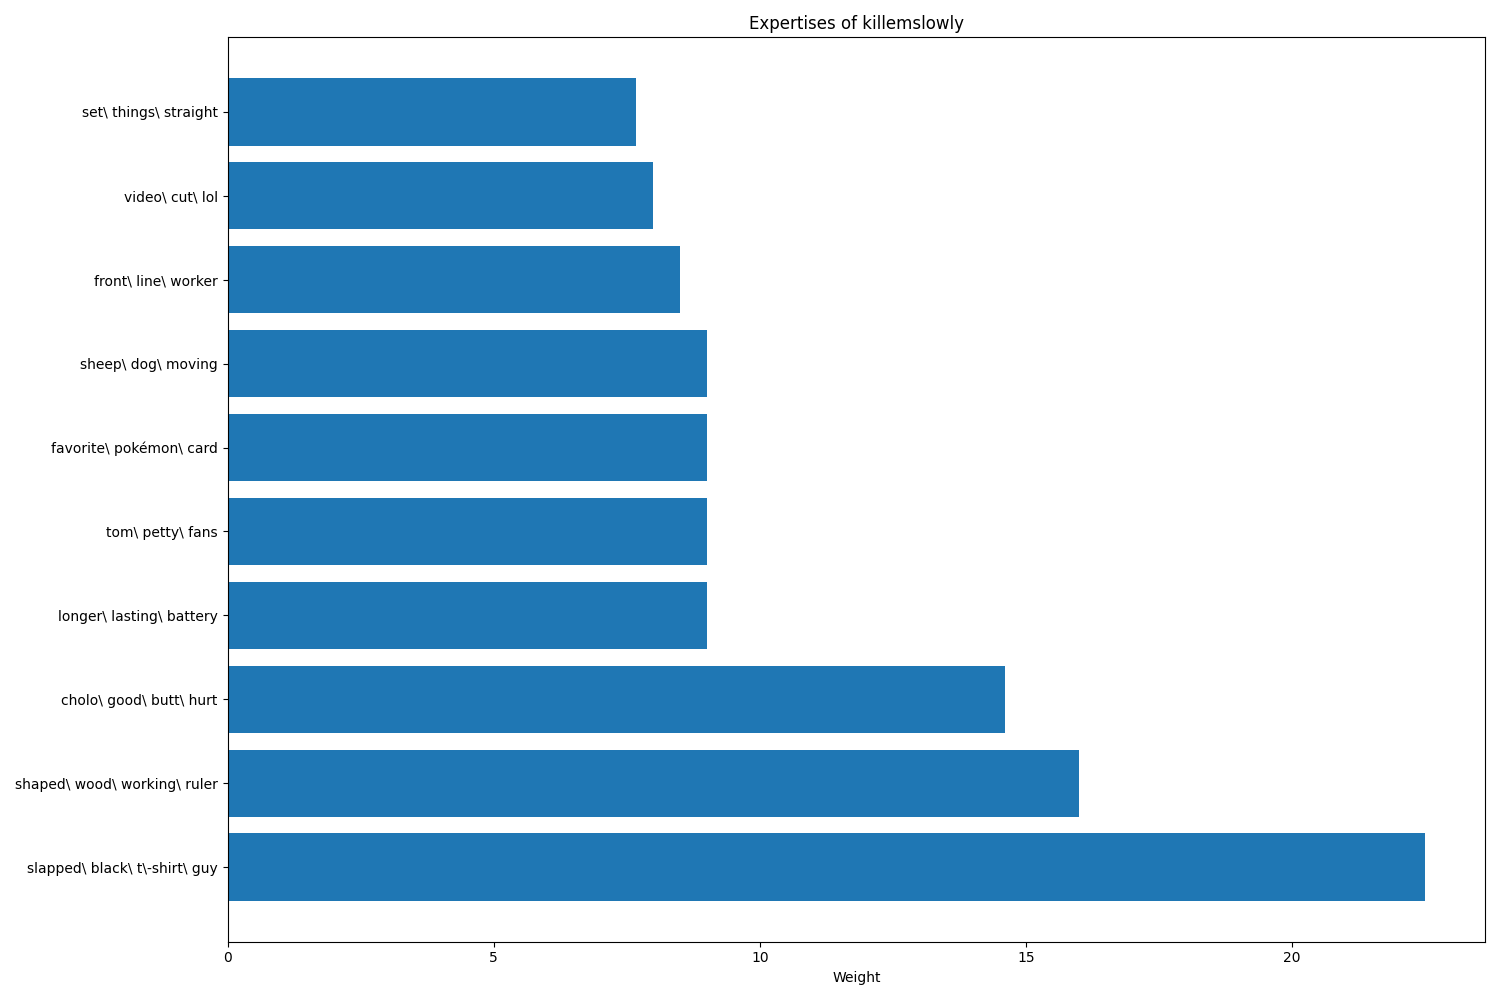 Expertises of killemslowly
set\ things\ straight
video\ cut\ lol
front\ line\ worker
sheep\ dog\ moving
favorite\ pokémon\ card
tom\ petty\ fans
longer\ lasting\ battery
cholo\ good\ butt\ hurt
shaped\ wood\ working\ ruler
slapped\ black\ t\-shirt\ guy
0 5 10 15 20
Weight